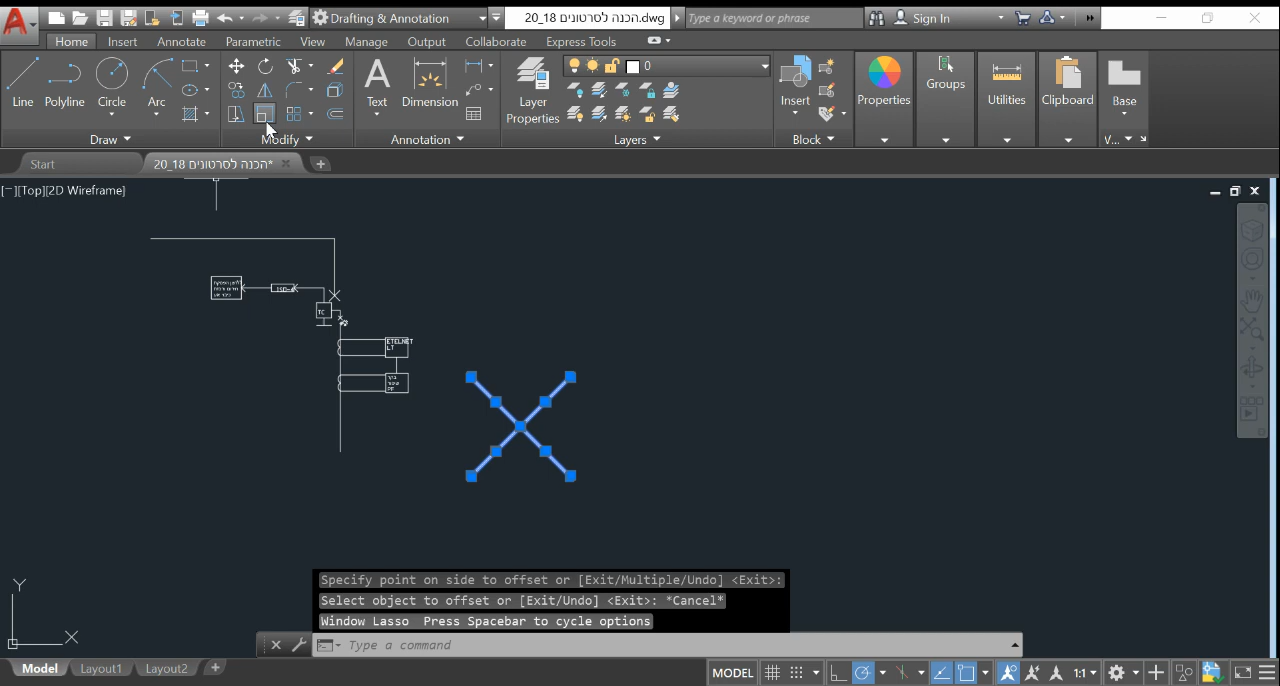 Drafting & Annotation
20_18 הכנה לסרטונים.dwg
Type a keyword or phrase
Sign In
Home Insert Annotate Parametric View Manage Output Collaborate Express Tools
Line Polyline Circle Arc
Text Dimension
Layer Properties
0
Insert
Properties
Groups
Utilities
Clipboard
Base
Draw Modify Annotation Layers Block V...
Start
20_18 הכנה לסרטונים*
[−][Top][2D Wireframe]
TC
ETELNET
LT
בקר
שיפור
PF
Y
X
Specify point on side to offset or [Exit/Multiple/Undo] <Exit>:
Select object to offset or [Exit/Undo] <Exit>: *Cancel*
Window Lasso Press Spacebar to cycle options
Type a command
Model Layout1 Layout2
MODEL
1:1